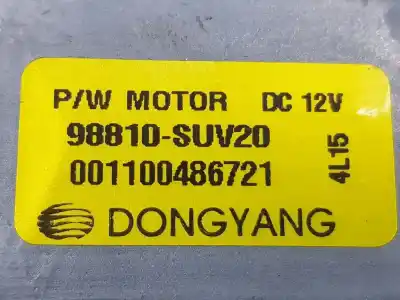 P/W MOTOR DC 12V
98810-SUV20
001100486721
4L15
DONGYANG